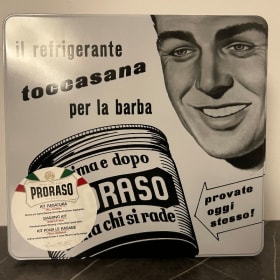 il refrigerante
toccasana
per la barba
ima e dopo
RASO
a chi si rade
provate
oggi
stesso!
PRORASO
KIT RASATURA
SHAVING KIT
KIT POUR LE RASAGE